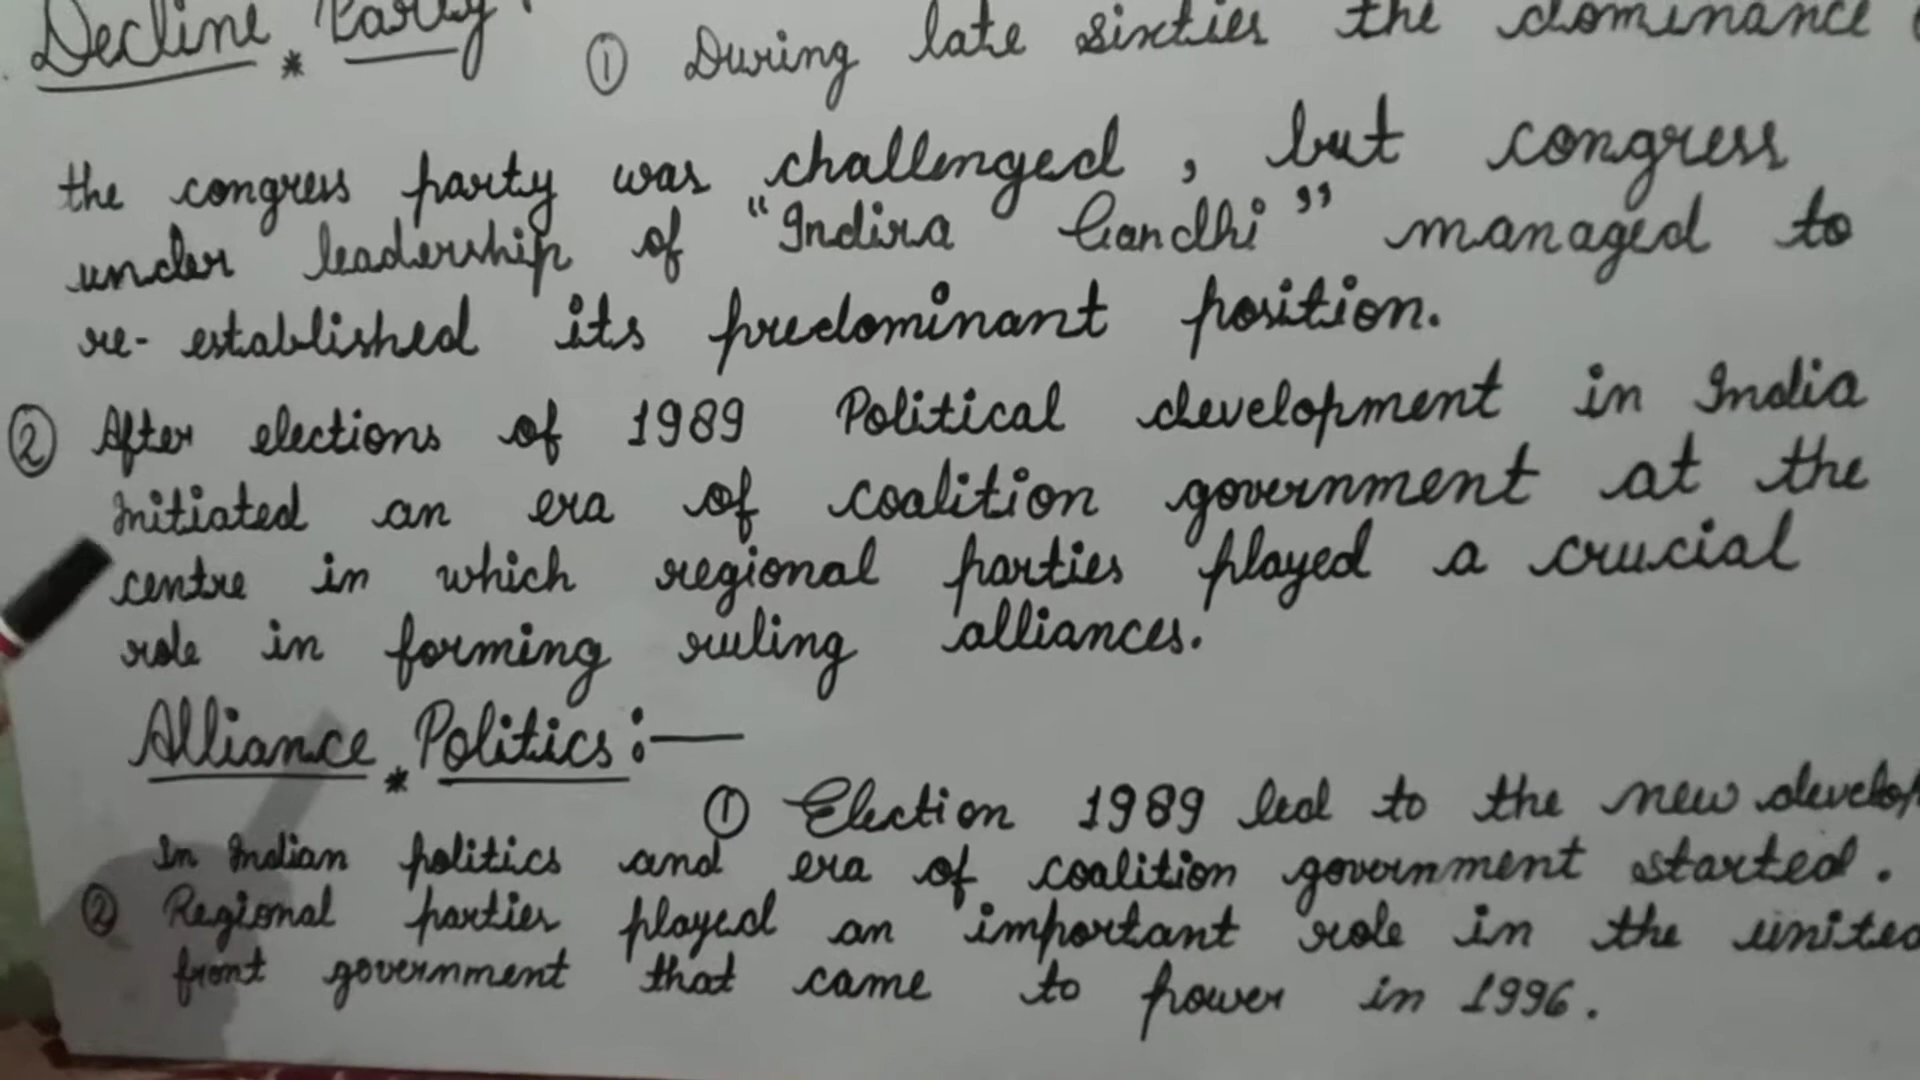 Decline Party
① During late sixties the dominance
the congress party was challenged, but congress
under leadership of "Indira Gandhi" managed to
re-established its predominant position.
② After elections of 1989 Political development in India
Initiated an era of coalition government at the
centre in which regional parties played a crucial
role in forming ruling alliances.
Alliance * Politics :—
① Election 1989 led to the new develop
In Indian politics and era of coalition government started.
② Regional parties played an important role in the united
front government that came to power in 1996.